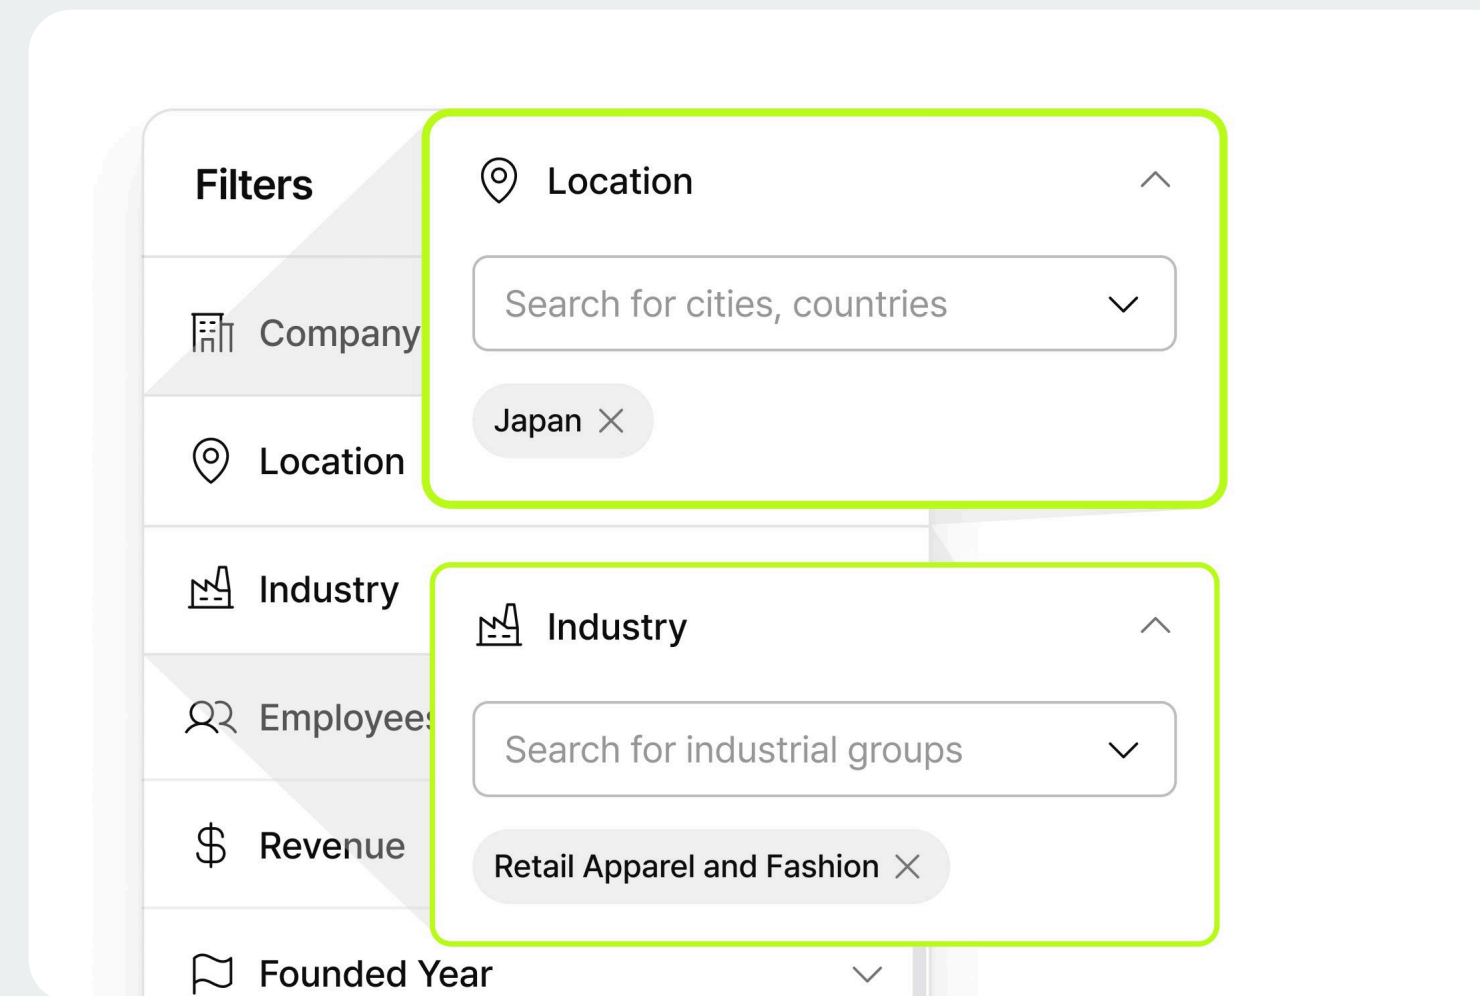 Filters
Company
Location
Industry
Employees
Revenue
Founded Year
Location
Search for cities, countries
Japan
Industry
Search for industrial groups
Retail Apparel and Fashion